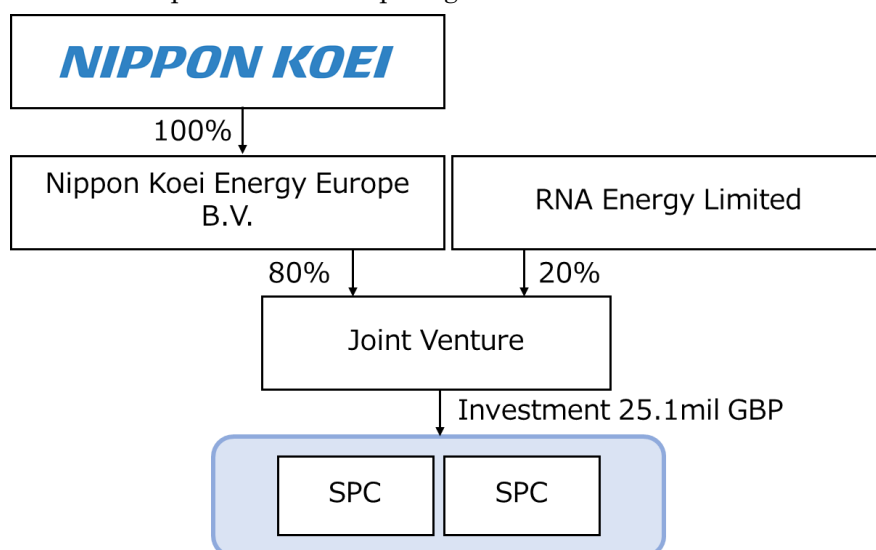 NIPPON KOEI
100%
Nippon Koei Energy Europe
B.V.
RNA Energy Limited
80%
20%
Joint Venture
Investment 25.1mil GBP
SPC
SPC